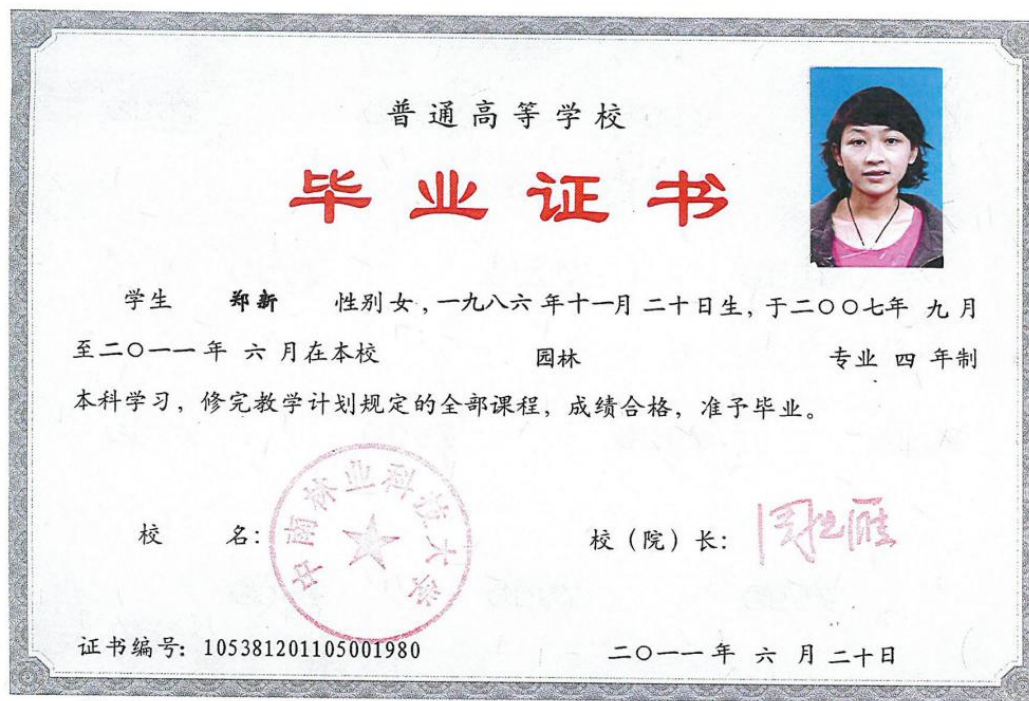 普通高等学校
毕业证书
学生 郑新 性别女,一九八六年十一月二十日生,于二〇〇七年 九月
至二〇一一年 六月在本校 园林 专业 四 年制
本科学习,修完教学计划规定的全部课程,成绩合格,准予毕业。
校 名:
中南林业科技大学
校(院)长:
证书编号:105381201105001980
二〇一一年 六 月 二十日